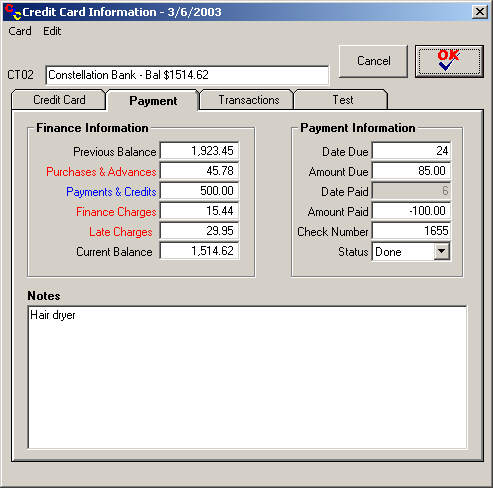 Credit Card Information - 3/6/2003
Card Edit
Cancel
OK
CT02 Constellation Bank - Bal $1514.62
Credit Card Payment Transactions Test
Finance Information
Previous Balance 1,923.45
Purchases & Advances 45.78
Payments & Credits 500.00
Finance Charges 15.44
Late Charges 29.95
Current Balance 1,514.62
Payment Information
Date Due 24
Amount Due 85.00
Date Paid 6
Amount Paid -100.00
Check Number 1655
Status Done
Notes
Hair dryer